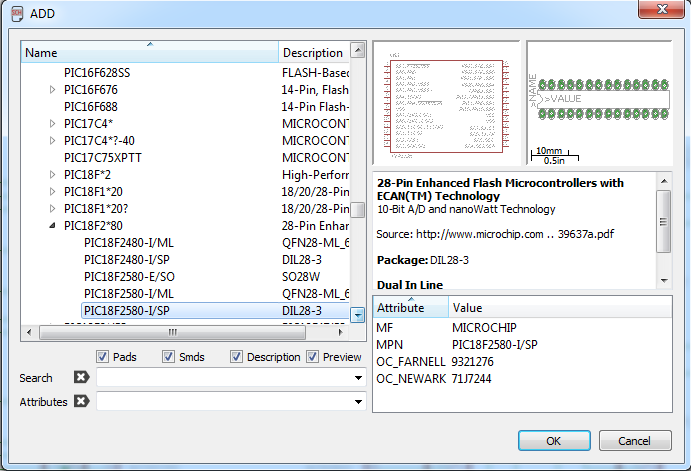 ADD
Name Description
PIC16F628SS FLASH-Based
PIC16F676 14-Pin, Flash
PIC16F688 14-Pin Flash-
PIC17C4* MICROCONT
PIC17C4*?-40 MICROCONT
PIC17C75XPTT MICROCONT
PIC18F*2 High-Perform
PIC18F1*20 18/20/28-Pin
PIC18F1*20? 18/20/28-Pin
PIC18F2*80 28-Pin Enhan
PIC18F2480-I/ML QFN28-ML_6
PIC18F2480-I/SP DIL28-3
PIC18F2580-E/SO SO28W
PIC18F2580-I/ML QFN28-ML_6
PIC18F2580-I/SP DIL28-3
Pads Smds Description Preview
Search
Attributes
>NAME
>VALUE
10mm
0.5in
28-Pin Enhanced Flash Microcontrollers with
ECAN(TM) Technology
10-Bit A/D and nanoWatt Technology
Source: http://www.microchip.com .. 39637a.pdf
Package: DIL28-3
Dual In Line
Attribute Value
MF MICROCHIP
MPN PIC18F2580-I/SP
OC_FARNELL 9321276
OC_NEWARK 71J7244
OK Cancel